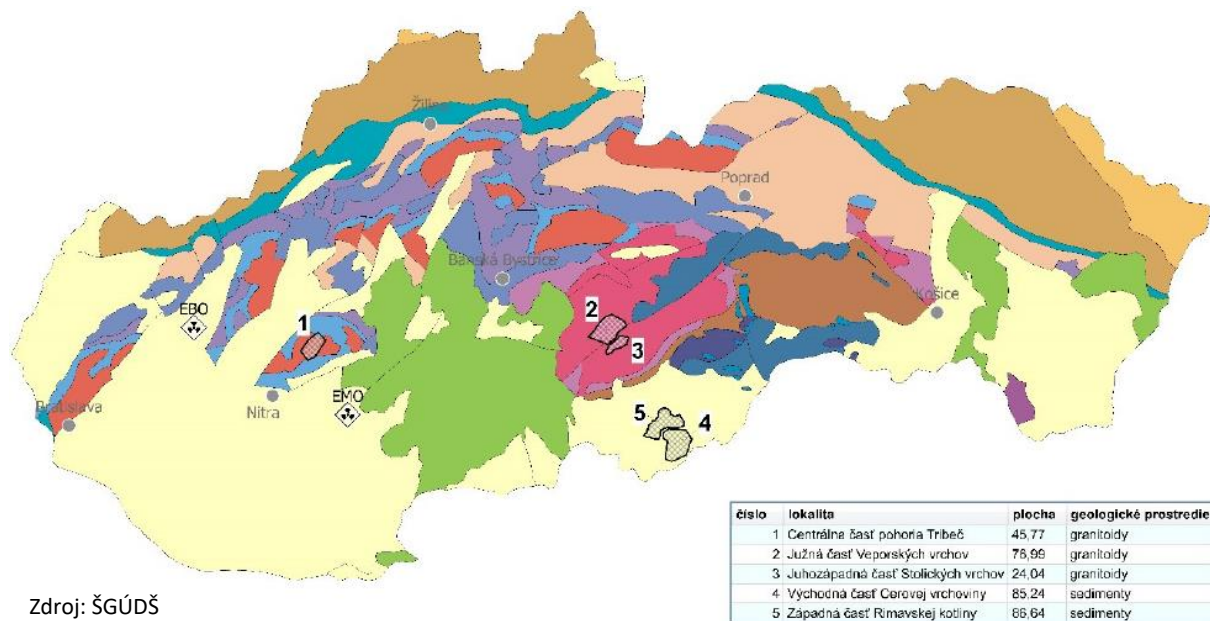 Žilina
Poprad
Banská Bystrica
Košice
EBO
1
2
3
EMO
Nitra
Bratislava
5
4
číslo lokalita plocha geologické prostredie
1 Centrálna časť pohoria Tribeč 45,77 granitoidy
2 Južná časť Veporských vrchov 76,99 granitoidy
3 Juhozápadná časť Stolických vrchov 24,04 granitoidy
4 Východná časť Cerovej vrchoviny 85,24 sedimenty
5 Západná časť Rimavskej kotliny 86,64 sedimenty
Zdroj: ŠGÚDŠ